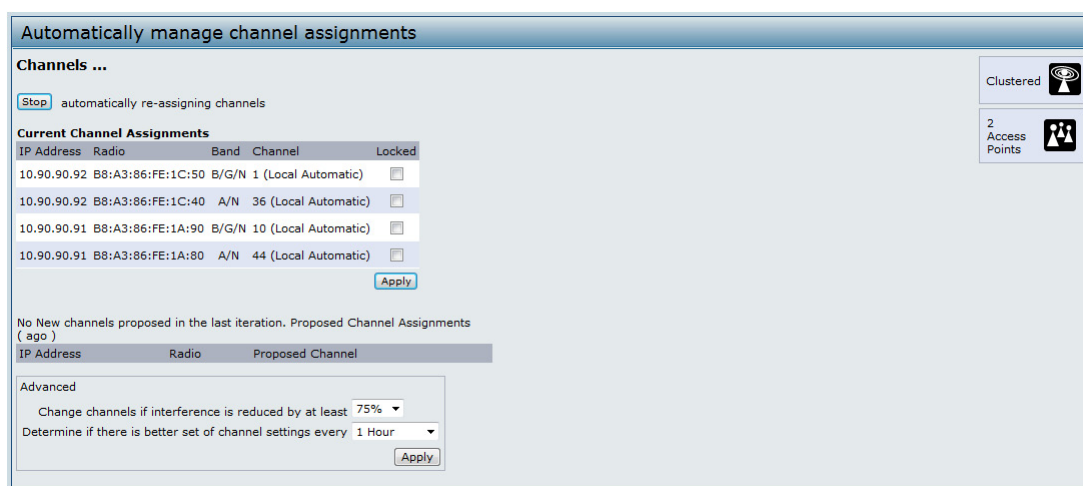 Automatically manage channel assignments
Channels ...
Stop automatically re-assigning channels
Clustered
2
Access
Points
Current Channel Assignments
IP Address Radio Band Channel Locked
10.90.90.92 B8:A3:86:FE:1C:50 B/G/N 1 (Local Automatic)
10.90.90.92 B8:A3:86:FE:1C:40 A/N 36 (Local Automatic)
10.90.90.91 B8:A3:86:FE:1A:90 B/G/N 10 (Local Automatic)
10.90.90.91 B8:A3:86:FE:1A:80 A/N 44 (Local Automatic)
Apply
No New channels proposed in the last iteration. Proposed Channel Assignments
( ago )
IP Address Radio Proposed Channel
Advanced
Change channels if interference is reduced by at least 75%
Determine if there is better set of channel settings every 1 Hour
Apply